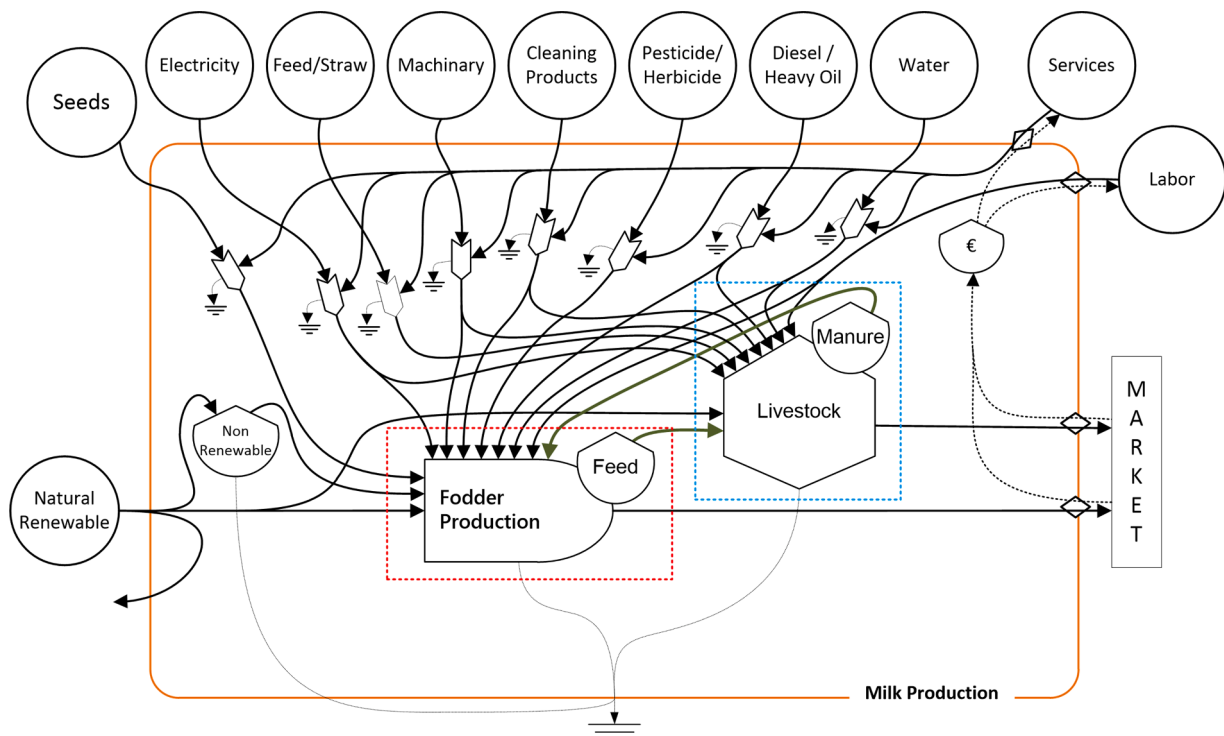 Seeds
Electricity
Feed/Straw
Machinary
Cleaning
Products
Pesticide/
Herbicide
Diesel /
Heavy Oil
Water
Services
Labor
€
Manure
Livestock
Non
Renewable
Natural
Renewable
Feed
Fodder
Production
M
A
R
K
E
T
Milk Production